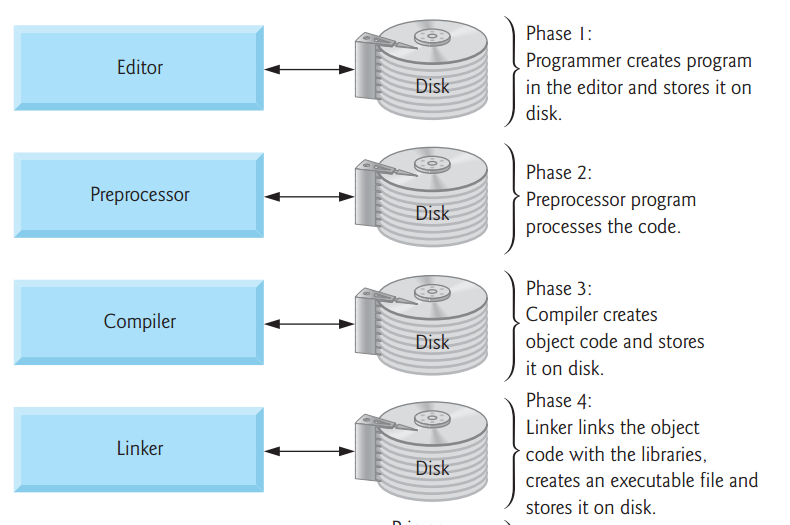 Editor
Disk
Phase 1:
Programmer creates program
in the editor and stores it on
disk.
Preprocessor
Disk
Phase 2:
Preprocessor program
processes the code.
Compiler
Disk
Phase 3:
Compiler creates
object code and stores
it on disk.
Linker
Disk
Phase 4:
Linker links the object
code with the libraries,
creates an executable file and
stores it on disk.